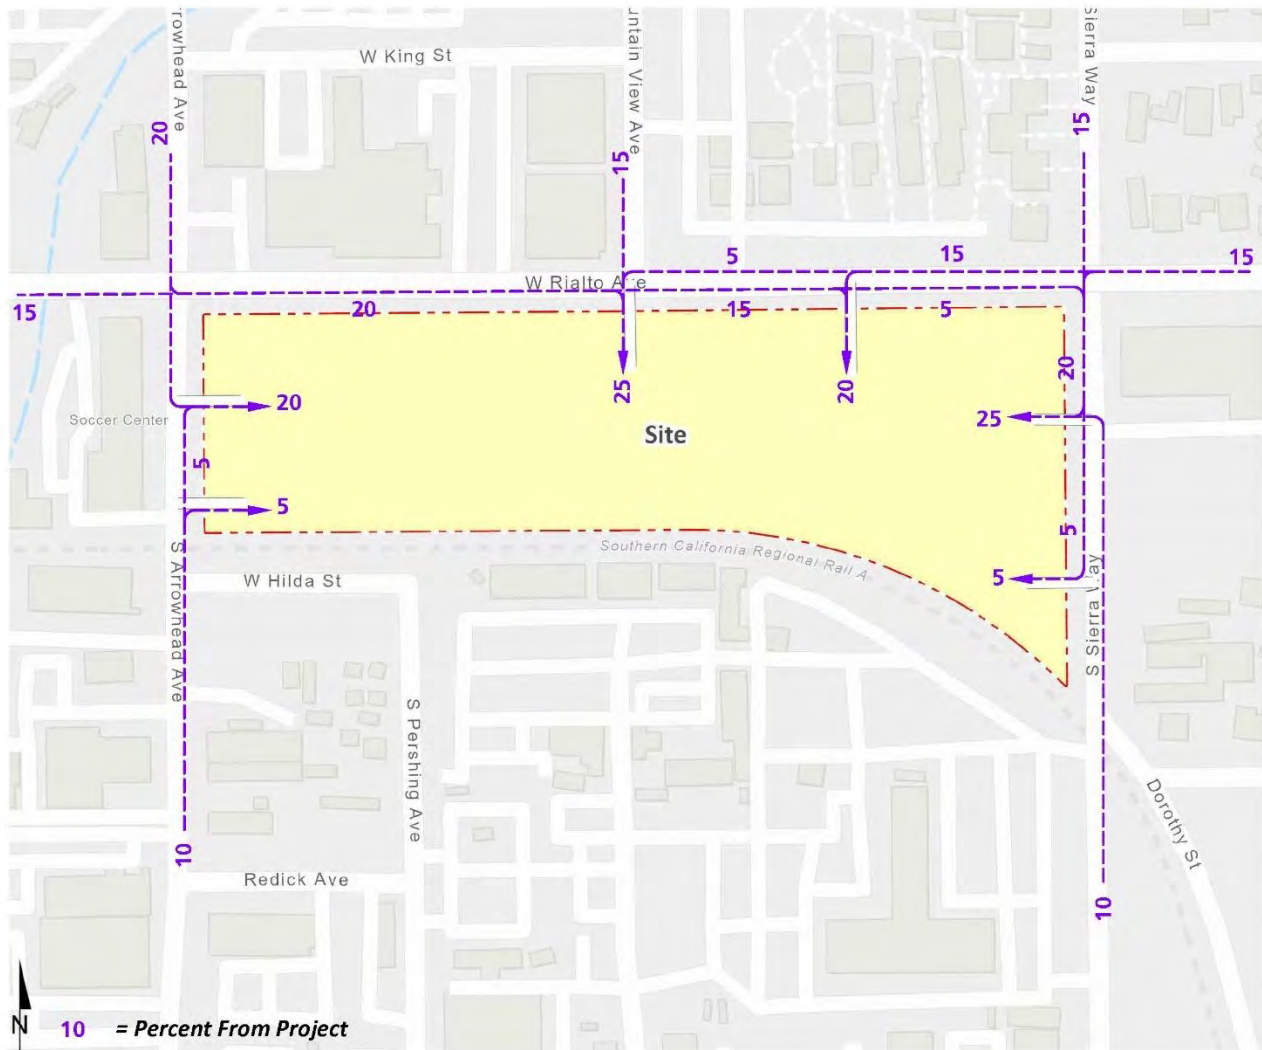 rrowhead Ave
W King St
untain View Ave
Sierra Way
20
15
15
5
15
15
W Rialto A e
15
20
15
5
20
25
20
20
25
Soccer Center
Site
5
5
5
Southern California Regional Rail A
5
W Hilda St
S Arrowhead Ave
S Sierra Way
S Pershing Ave
Dorothy St
10
Redick Ave
10
N
10 = Percent From Project